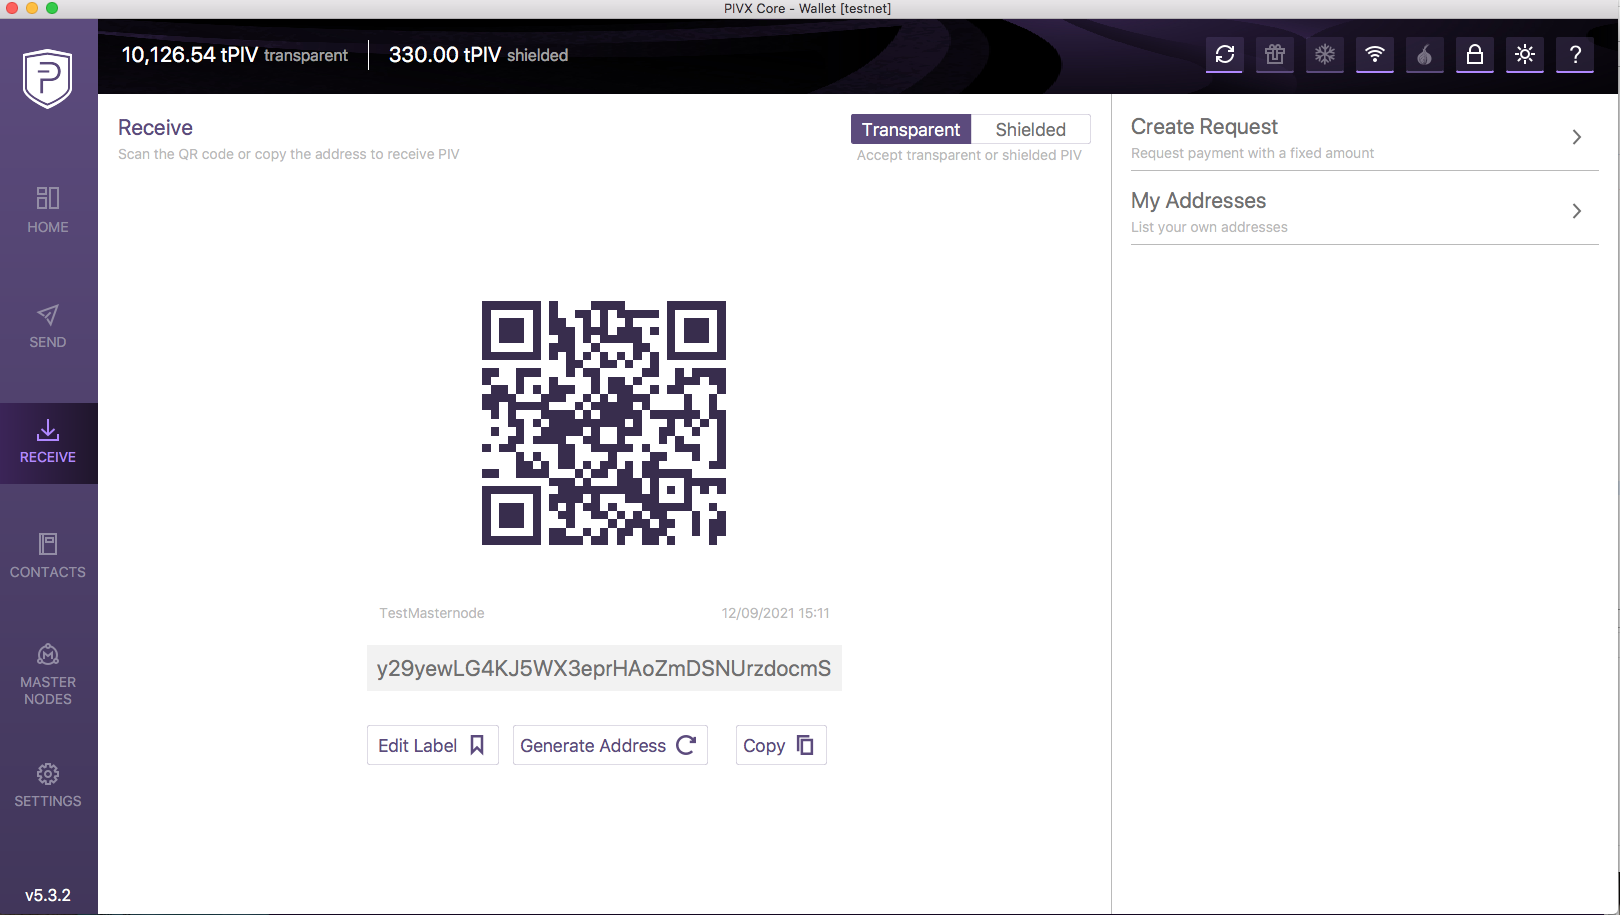 PIVX Core - Wallet [testnet]
10,126.54 tPIV transparent 330.00 tPIV shielded
?
HOME
SEND
RECEIVE
CONTACTS
MASTER
NODES
SETTINGS
v5.3.2
Receive
Scan the QR code or copy the address to receive PIV
Transparent Shielded
Accept transparent or shielded PIV
TestMasternode 12/09/2021 15:11
y29yewLG4KJ5WX3eprHAoZmDSNUrzdocmS
Edit Label Generate Address Copy
Create Request
Request payment with a fixed amount
My Addresses
List your own addresses